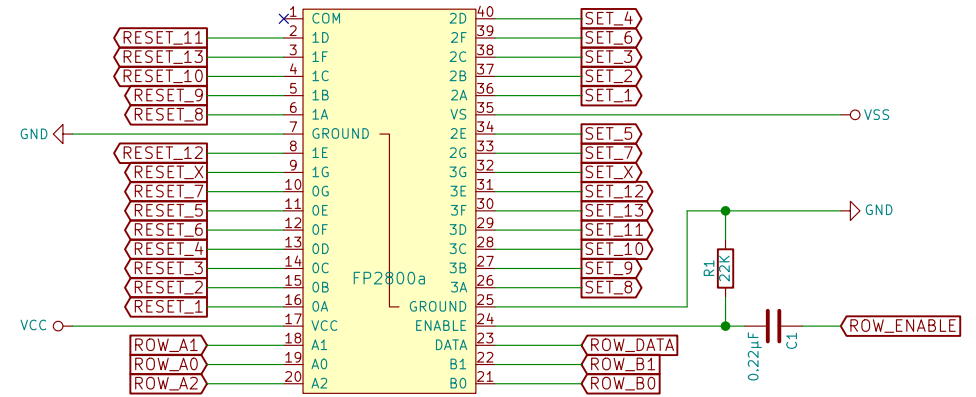 1 COM 2D 40 SET_4
RESET_11 2 1D 2F 39 SET_6
RESET_13 3 1F 2C 38 SET_3
RESET_10 4 1C 2B 37 SET_2
RESET_9 5 1B 2A 36 SET_1
RESET_8 6 1A VS 35 VSS
GND 7 GROUND 2E 34 SET_5
RESET_12 8 1E 2G 33 SET_7
RESET_X 9 1G 3G 32 SET_X
RESET_7 10 0G 3E 31 SET_12
RESET_5 11 0E 3F 30 SET_13 GND
RESET_6 12 0F 3D 29 SET_11
RESET_4 13 0D 3C 28 SET_10
RESET_3 14 0C 3B 27 SET_9
R1 22K
FP2800a
RESET_2 15 0B 3A 26 SET_8
RESET_1 16 0A GROUND 25
VCC 17 VCC ENABLE 24 ROW_ENABLE
0.22µF C1
ROW_A1 18 A1 DATA 23 ROW_DATA
ROW_A0 19 A0 B1 22 ROW_B1
ROW_A2 20 A2 B0 21 ROW_B0